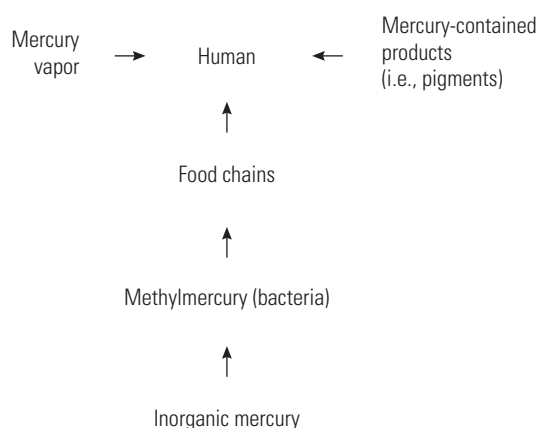 Mercury
vapor
Human
Mercury-contained
products
(i.e., pigments)
Food chains
Methylmercury (bacteria)
Inorganic mercury